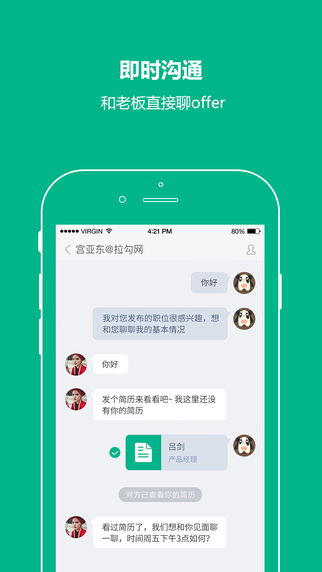 即时沟通
和老板直接聊offer
VIRGIN
4:21 PM
80%
宫亚东@拉勾网
你好
我对您发布的职位很感兴趣，想
和您聊聊我的基本情况
你好
发个简历来看看吧~ 我这里还没
有你的简历
吕剑
产品经理
对方已查看你的简历
看过简历了，我们想和你见面聊
一聊，时间周五下午3点如何？